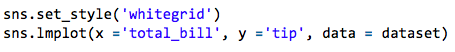 sns.set_style('whitegrid')
sns.lmplot(x ='total_bill', y ='tip', data = dataset)